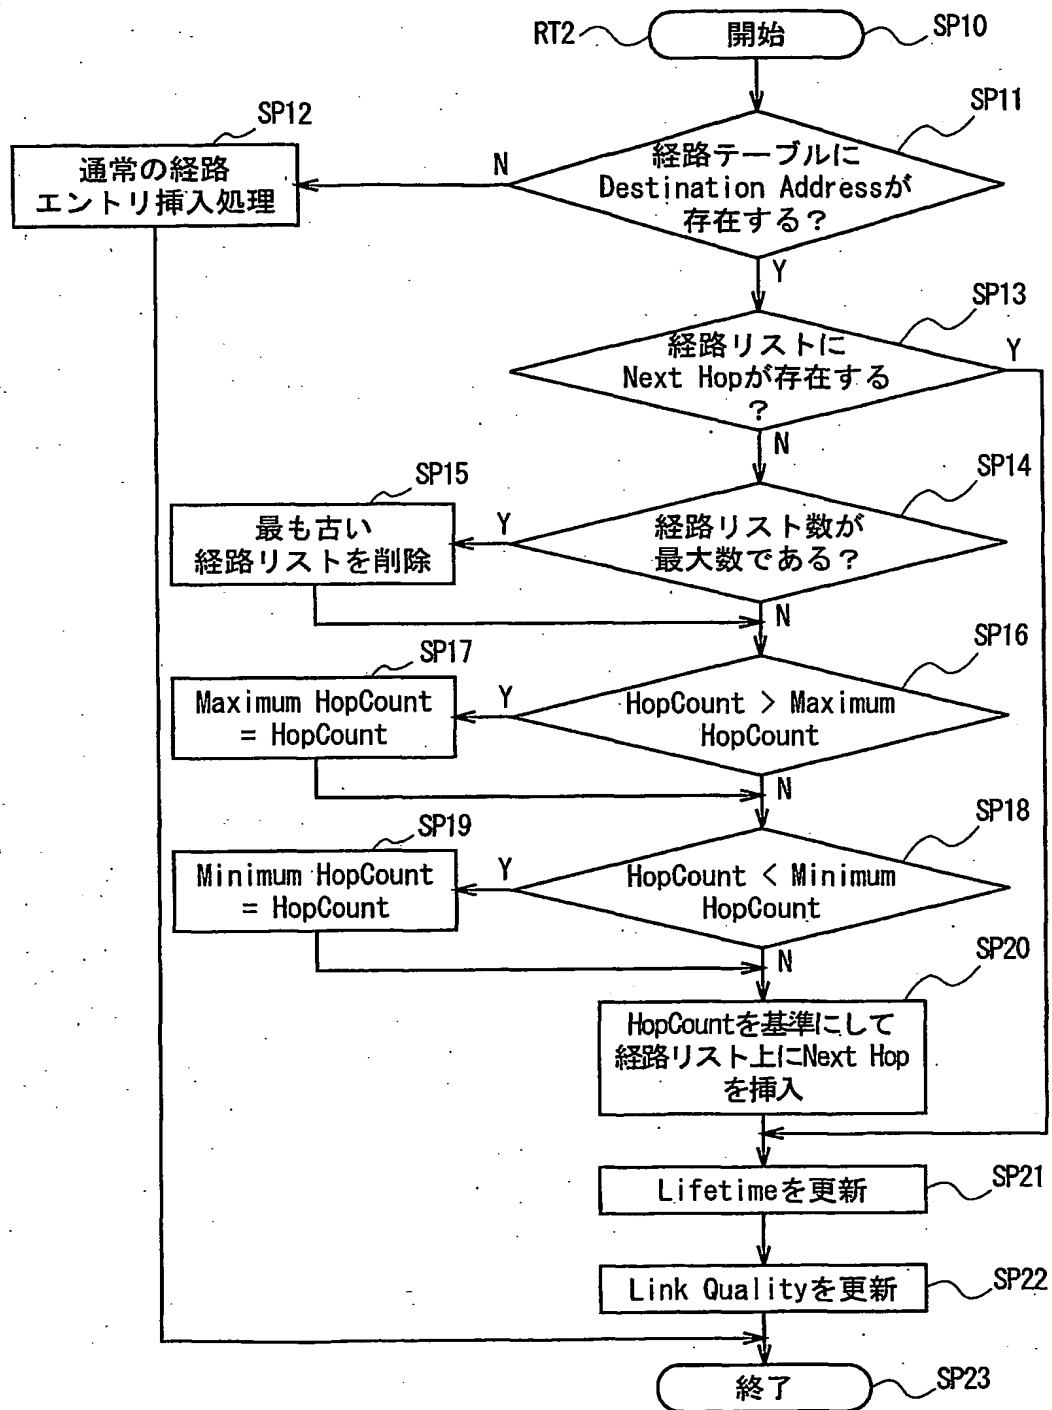 RT2
開始
SP10
SP11
経路テーブルに
Destination Addressが
存在する?
N
Y
SP12
通常の経路
エントリ挿入処理
SP13
経路リストに
Next Hopが存在する
?
Y
N
SP14
経路リスト数が
最大数である?
Y
N
SP15
最も古い
経路リストを削除
SP16
HopCount > Maximum
HopCount
Y
N
SP17
Maximum HopCount
= HopCount
SP18
HopCount < Minimum
HopCount
Y
N
SP19
Minimum HopCount
= HopCount
SP20
HopCountを基準にして
経路リスト上にNext Hop
を挿入
Lifetimeを更新
SP21
Link Qualityを更新
SP22
終了
SP23